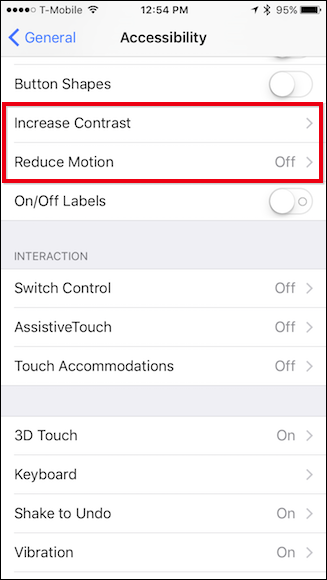 T-Mobile 12:54 PM 95%
General Accessibility
Button Shapes
Increase Contrast
Reduce Motion Off
On/Off Labels
INTERACTION
Switch Control Off
AssistiveTouch Off
Touch Accommodations Off
3D Touch On
Keyboard
Shake to Undo On
Vibration On